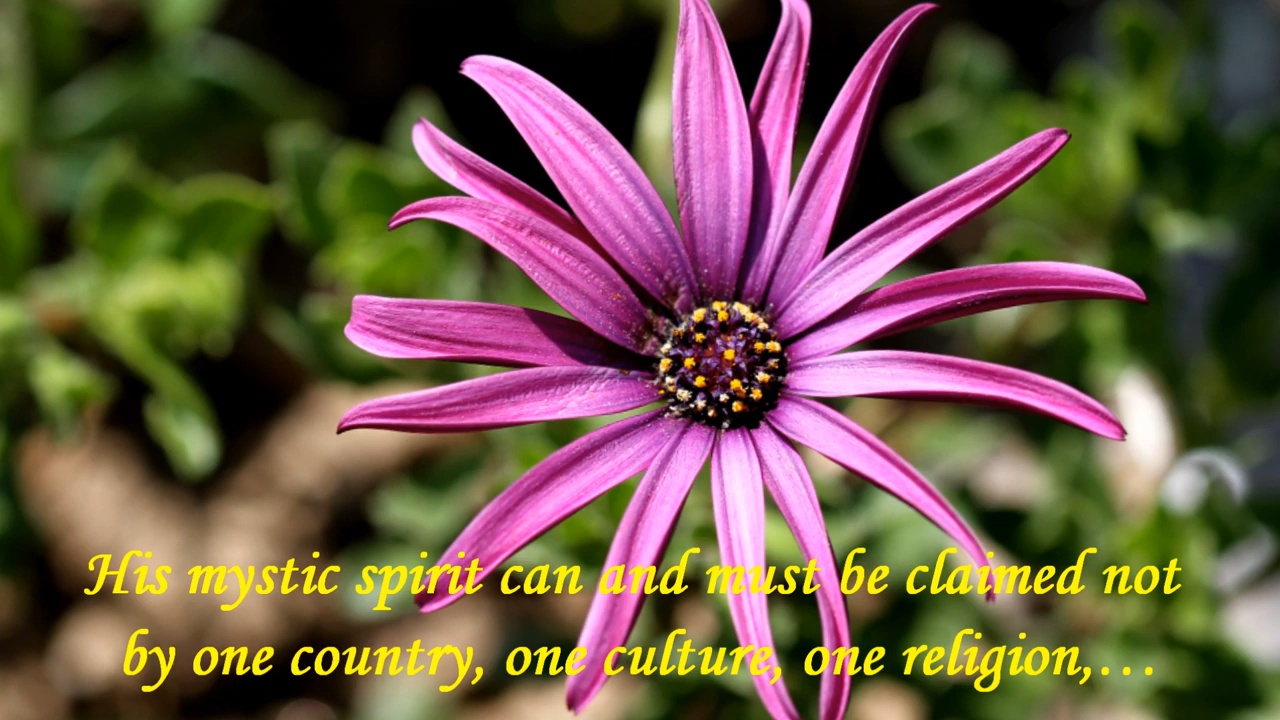 His mystic spirit can and must be claimed not
by one country, one culture, one religion,…